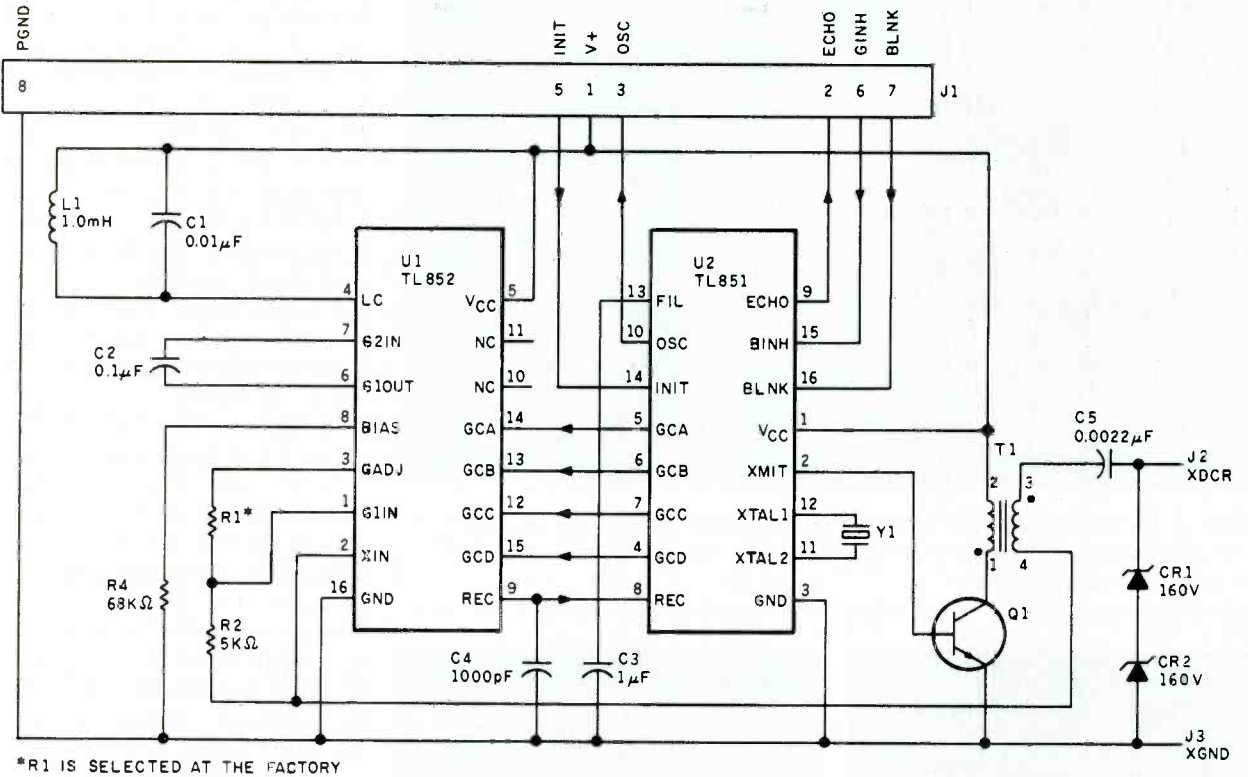 PGND
INIT
V+
OSC
ECHO
GINH
BLNK
8
5
1
3
2
6
7
J1
L1
1.0mH
C1
0.01µF
C2
0.1µF
R1*
R4
68KΩ
R2
5KΩ
U1
TL852
4 LC
7 G2IN
6 G1OUT
8 BIAS
3 GADJ
1 G1IN
2 XIN
16 GND
VCC 5
NC 11
NC 10
GCA 14
GCB 13
GCC 12
GCD 15
REC 9
C4
1000pF
C3
1µF
U2
TL851
13 FIL
10 OSC
14 INIT
5 GCA
6 GCB
7 GCC
4 GCD
8 REC
ECHO 9
BINH 15
BLNK 16
VCC 1
XMIT 2
XTAL1 12
XTAL2 11
GND 3
Y1
T1
2
3
1
4
Q1
C5
0.0022µF
J2
XDCR
CR1
160V
CR2
160V
J3
XGND
*R1 IS SELECTED AT THE FACTORY